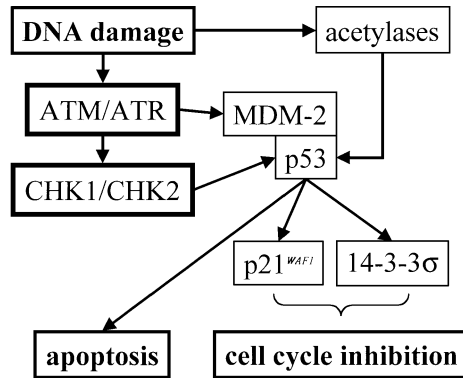 DNA damage
acetylases
ATM/ATR
MDM-2
p53
CHK1/CHK2
p21WAF1
14-3-3σ
apoptosis
cell cycle inhibition